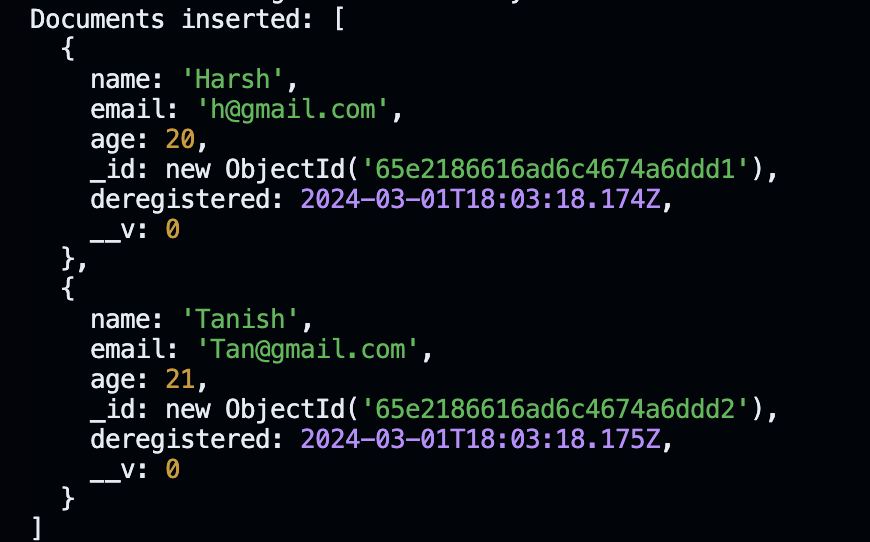 Documents inserted: [
  {
    name: 'Harsh',
    email: 'h@gmail.com',
    age: 20,
    _id: new ObjectId('65e2186616ad6c4674a6ddd1'),
    deregistered: 2024-03-01T18:03:18.174Z,
    __v: 0
  },
  {
    name: 'Tanish',
    email: 'Tan@gmail.com',
    age: 21,
    _id: new ObjectId('65e2186616ad6c4674a6ddd2'),
    deregistered: 2024-03-01T18:03:18.175Z,
    __v: 0
  }
]